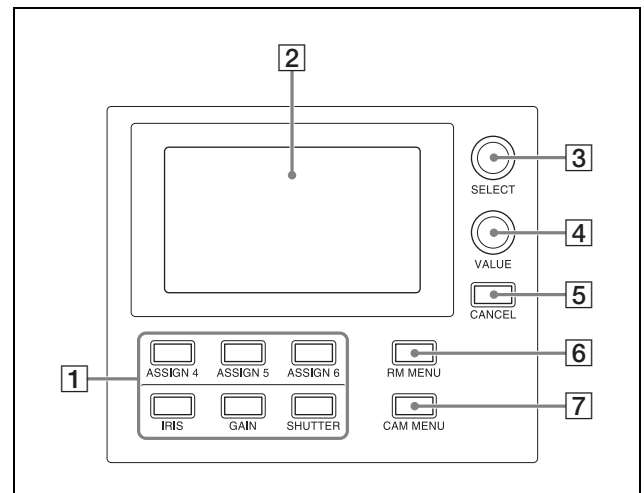 2
3
SELECT
4
VALUE
5
CANCEL
1
ASSIGN 4 ASSIGN 5 ASSIGN 6
6
RM MENU
IRIS GAIN SHUTTER
7
CAM MENU